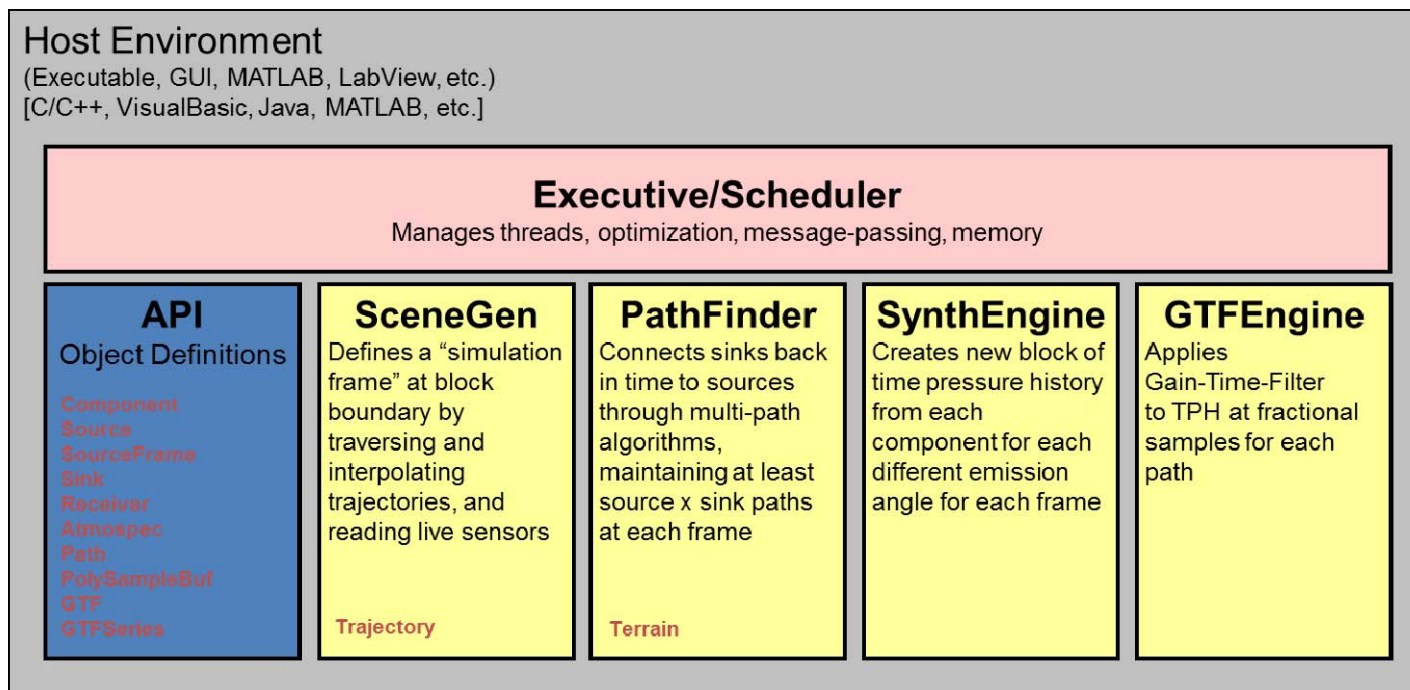 Host Environment
(Executable, GUI, MATLAB, LabView, etc.)
[C/C++, VisualBasic, Java, MATLAB, etc.]
Executive/Scheduler
Manages threads, optimization, message-passing, memory
API
Object Definitions
Component
Source
SourceFrame
Sink
Receiver
Atmospec
Path
PolySampleBuf
GTF
GTFSeries
SceneGen
Defines a “simulation
frame” at block
boundary by
traversing and
interpolating
trajectories, and
reading live sensors
Trajectory
PathFinder
Connects sinks back
in time to sources
through multi-path
algorithms,
maintaining at least
source x sink paths
at each frame
Terrain
SynthEngine
Creates new block of
time pressure history
from each
component for each
different emission
angle for each frame
GTFEngine
Applies
Gain-Time-Filter
to TPH at fractional
samples for each
path